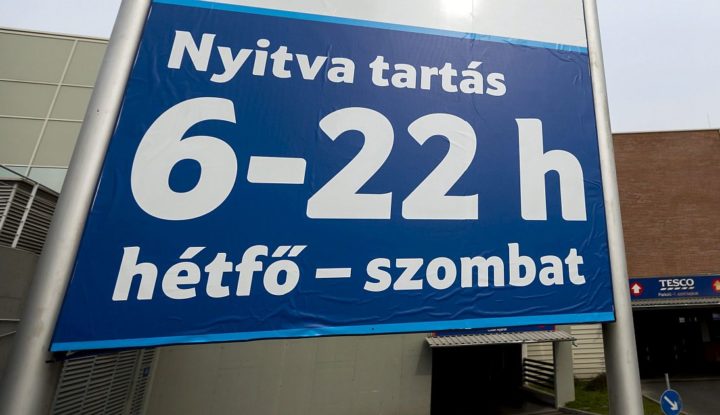 Nyitva tartás
6-22 h
hétfő – szombat
TESCO